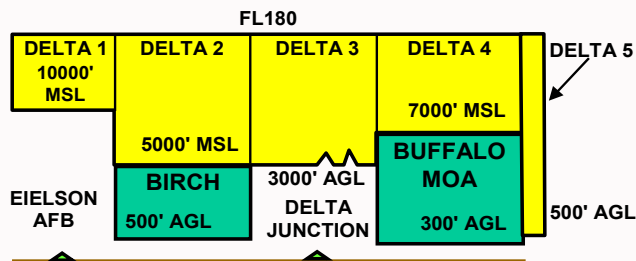 FL180
DELTA 1
10000'
MSL
DELTA 2
5000' MSL
DELTA 3
3000' AGL
DELTA 4
7000' MSL
DELTA 5
500' AGL
BIRCH
500' AGL
BUFFALO
MOA
300' AGL
EIELSON
AFB
DELTA
JUNCTION